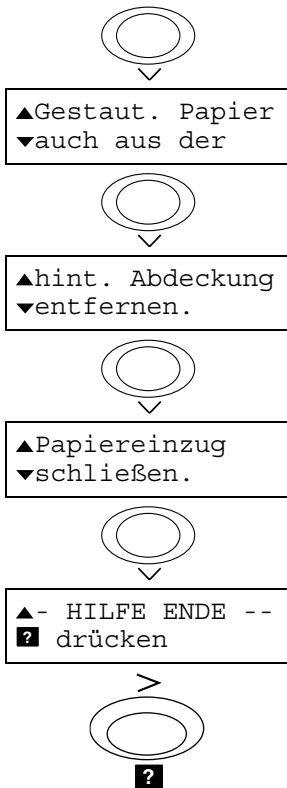 ▲Gestaut. Papier
▼auch aus der
▲hint. Abdeckung
▼entfernen.
▲Papiereinzug
▼schließen.
▲- HILFE ENDE --
? drücken
>
?